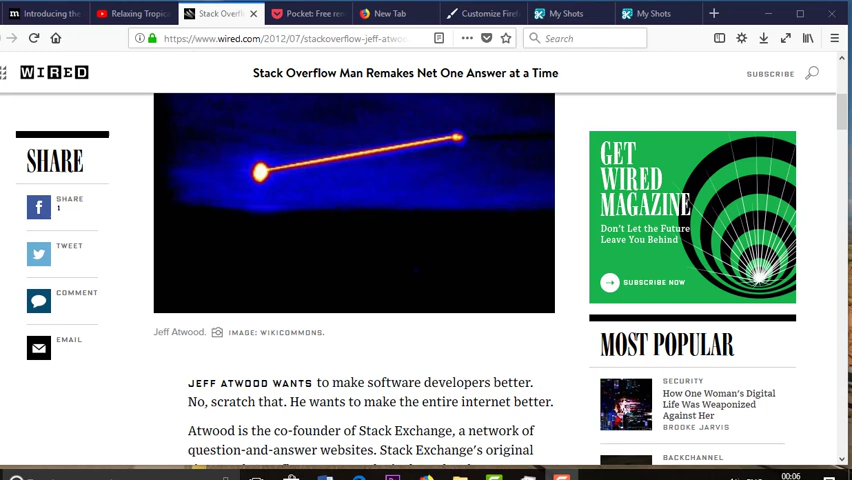 Introducing the
Relaxing Tropic
Stack Overfl
Pocket: Free
New Tab
Customize Firef
My Shots
My Shots
https://www.wired.com/2012/07/stackoverflow-jeff-atwoo
Search
WIRED
Stack Overflow Man Remakes Net One Answer at a Time
SUBSCRIBE
SHARE
SHARE
1
TWEET
COMMENT
EMAIL
Jeff Atwood. IMAGE: WIKICOMMONS.
JEFF ATWOOD WANTS to make software developers better.
No, scratch that. He wants to make the entire internet better.
Atwood is the co-founder of Stack Exchange, a network of
question-and-answer websites. Stack Exchange's original
GET
WIRED
MAGAZINE
Don't Let the Future
Leave You Behind
SUBSCRIBE NOW
MOST POPULAR
SECURITY
How One Woman's Digital
Life Was Weaponized
Against Her
BROOKE JARVIS
BACKCHANNEL
00:06